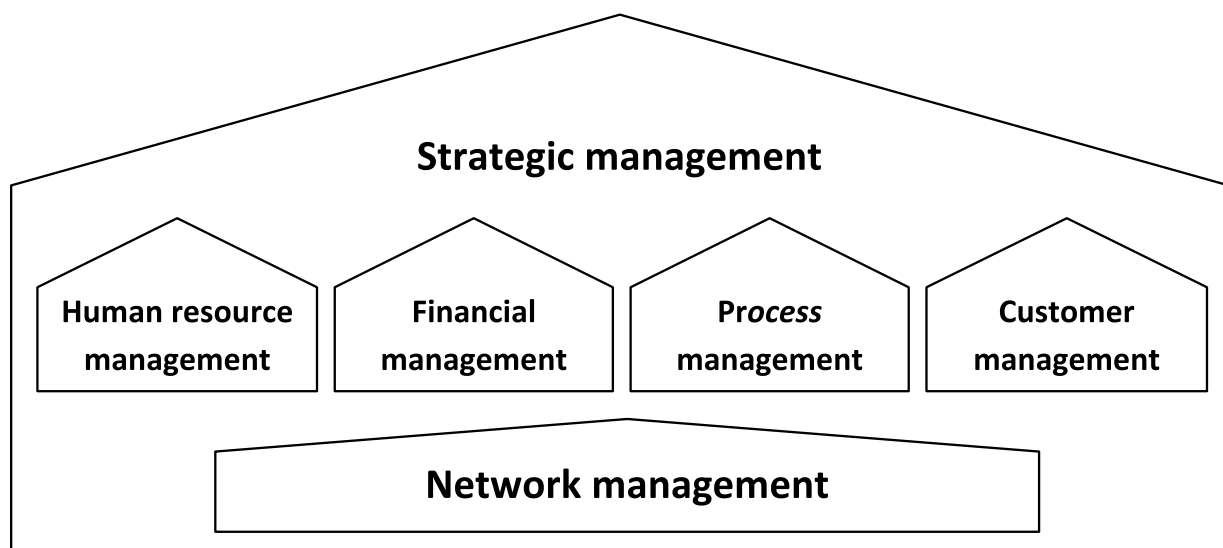 Strategic management
Human resource
management
Financial
management
Process
management
Customer
management
Network management